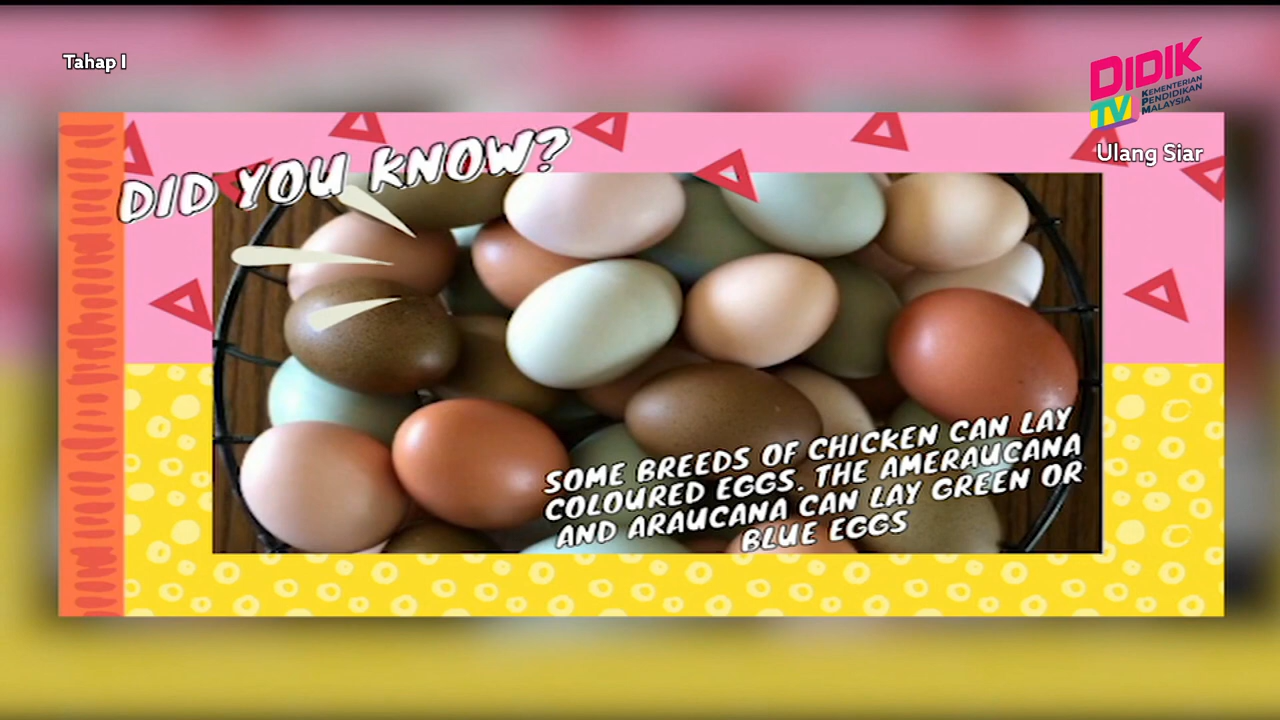 Tahap I
DIDIK
TV
KEMENTERIAN
PENDIDIKAN
MALAYSIA
Ulang Siar
DID YOU KNOW?
SOME BREEDS OF CHICKEN CAN LAY
COLOURED EGGS. THE AMERAUCANA
AND ARAUCANA CAN LAY GREEN OR
BLUE EGGS